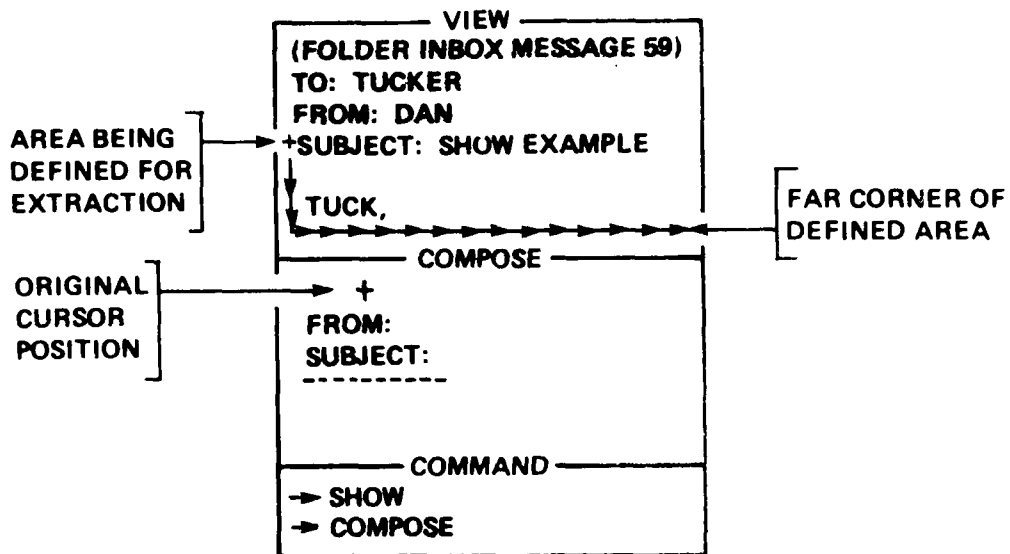 VIEW
(FOLDER INBOX MESSAGE 59)
TO: TUCKER
FROM: DAN
+SUBJECT: SHOW EXAMPLE
TUCK,
AREA BEING
DEFINED FOR
EXTRACTION
FAR CORNER OF
DEFINED AREA
COMPOSE
+
ORIGINAL
CURSOR
POSITION
FROM:
SUBJECT:
----------
COMMAND
→ SHOW
→ COMPOSE